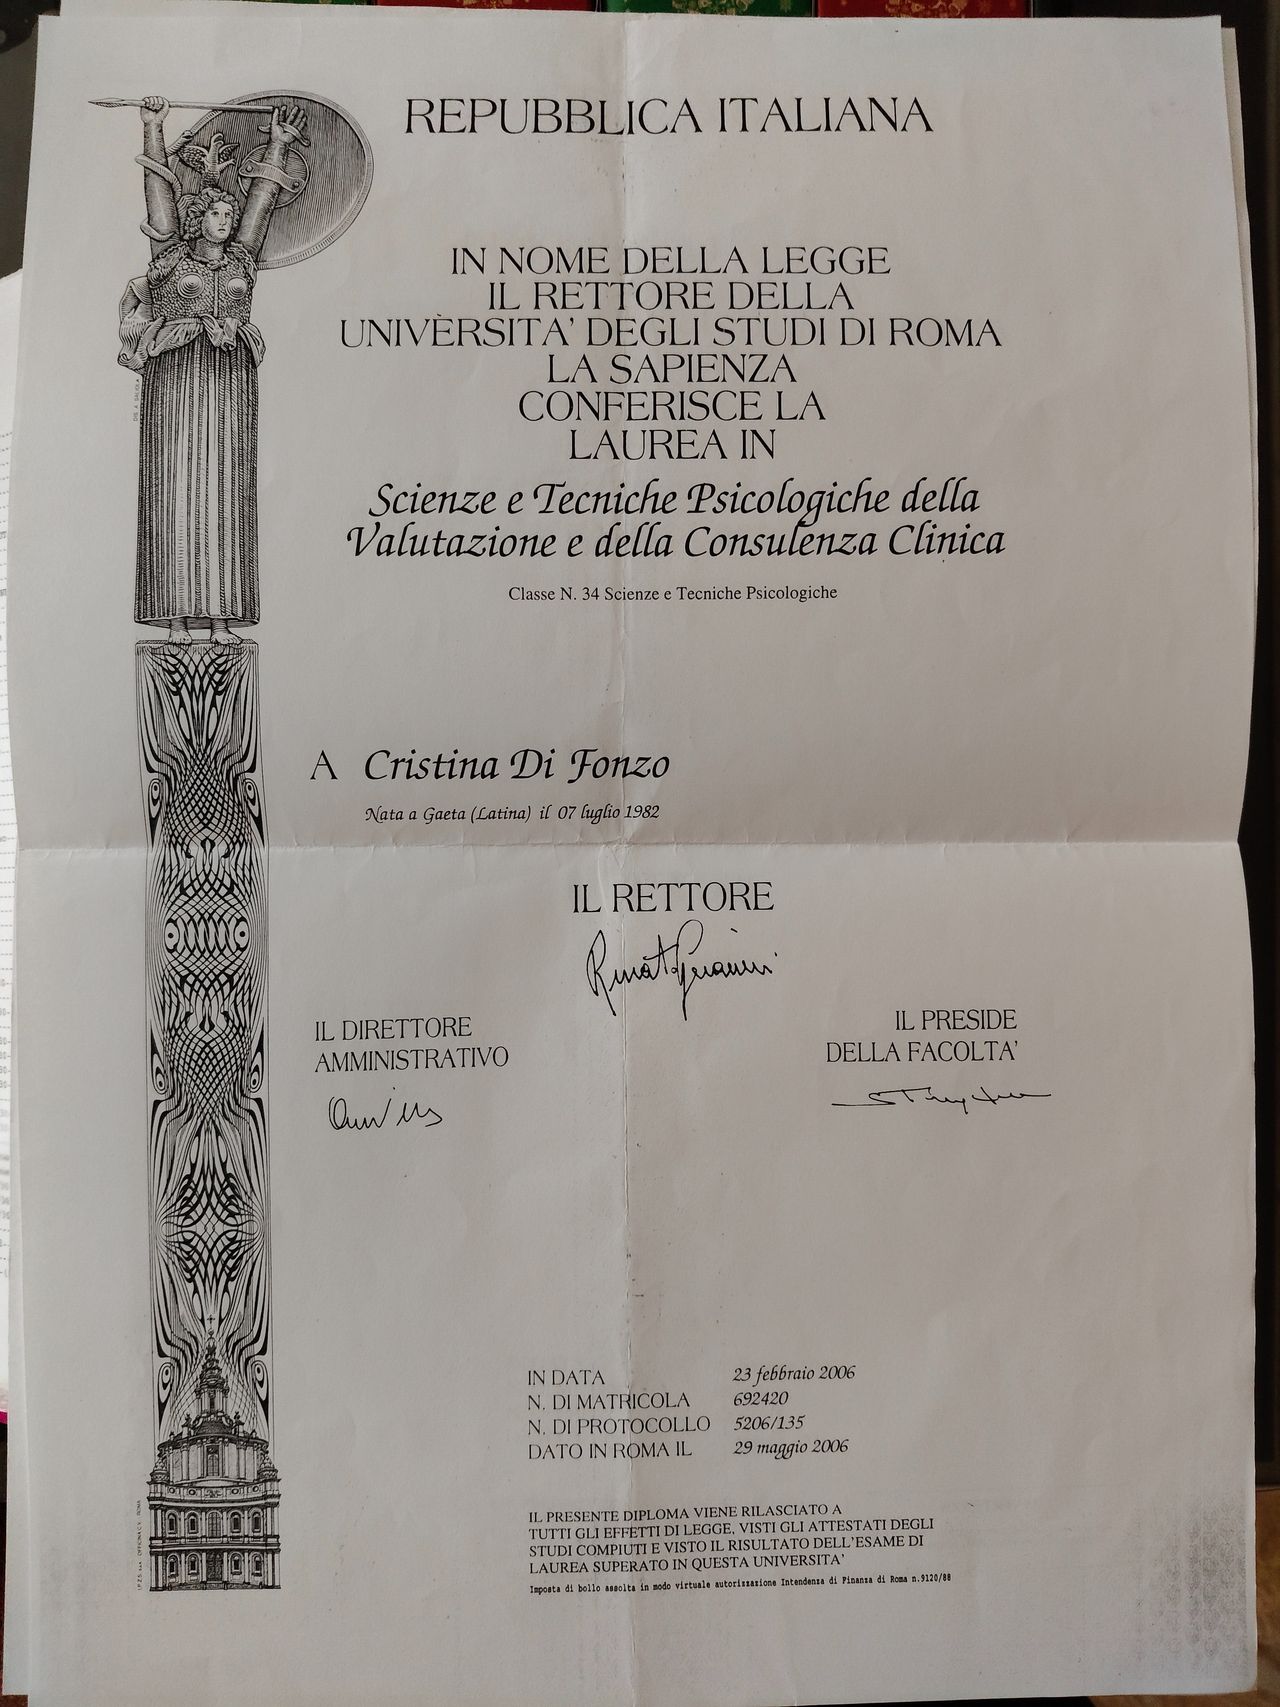 REPUBBLICA ITALIANA
IN NOME DELLA LEGGE
IL RETTORE DELLA
UNIVERSITA' DEGLI STUDI DI ROMA
LA SAPIENZA
CONFERISCE LA
LAUREA IN
Scienze e Tecniche Psicologiche della
Valutazione e della Consulenza Clinica
Classe N. 34 Scienze e Tecniche Psicologiche
A Cristina Di Fonzo
Nata a Gaeta (Latina) il 07 luglio 1982
IL RETTORE
IL DIRETTORE
AMMINISTRATIVO
IL PRESIDE
DELLA FACOLTA'
IN DATA 23 febbraio 2006
N. DI MATRICOLA 692420
N. DI PROTOCOLLO 5206/135
DATO IN ROMA IL 29 maggio 2006
IL PRESENTE DIPLOMA VIENE RILASCIATO A
TUTTI GLI EFFETTI DI LEGGE, VISTI GLI ATTESTATI DEGLI
STUDI COMPIUTI E VISTO IL RISULTATO DELL'ESAME DI
LAUREA SUPERATO IN QUESTA UNIVERSITA'
Imposta di bollo assolta in modo virtuale autorizzazione Intendenza di Finanza di Roma n.9120/88